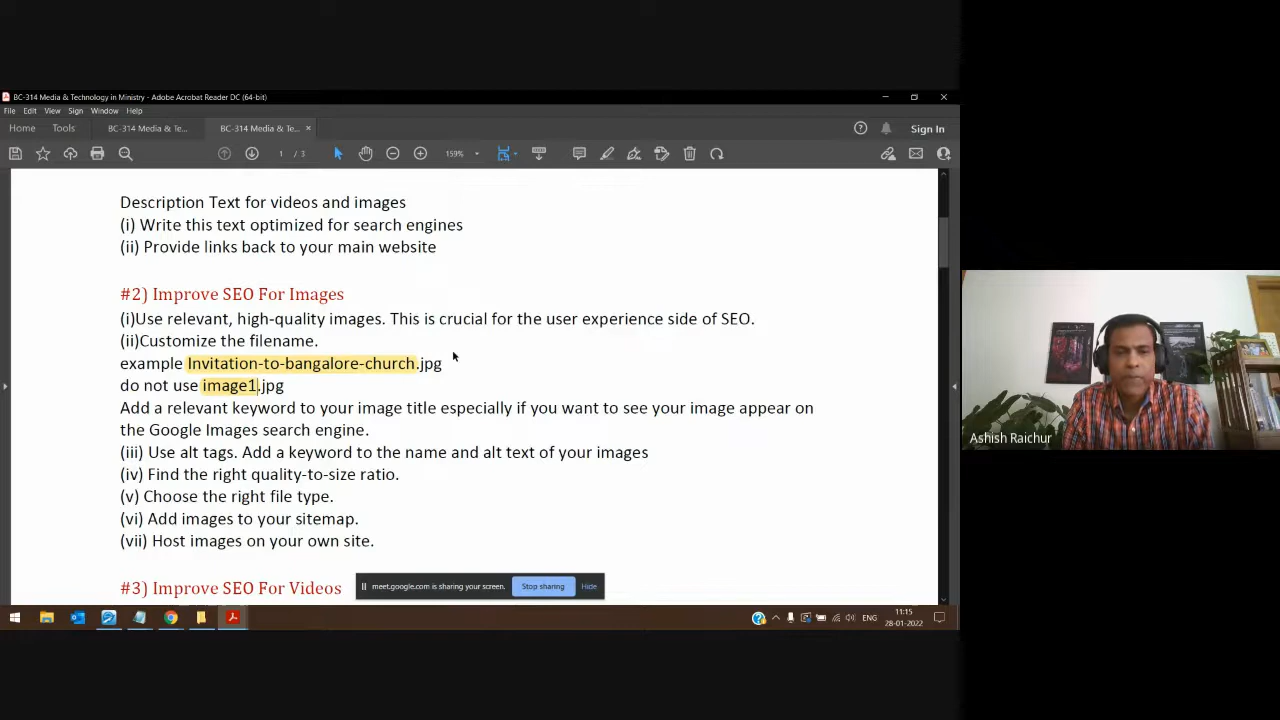 BC-314 Media & Technology in Ministry - Adobe Acrobat Reader DC (64-bit)
File Edit View Sign Window Help
Home Tools BC-314 Media & Te... BC-314 Media & Te... × Sign In
1 / 3 159%
Description Text for videos and images
(i) Write this text optimized for search engines
(ii) Provide links back to your main website
#2) Improve SEO For Images
(i)Use relevant, high-quality images. This is crucial for the user experience side of SEO.
(ii)Customize the filename.
example Invitation-to-bangalore-church.jpg
do not use image1.jpg
Add a relevant keyword to your image title especially if you want to see your image appear on
the Google Images search engine.
(iii) Use alt tags. Add a keyword to the name and alt text of your images
(iv) Find the right quality-to-size ratio.
(v) Choose the right file type.
(vi) Add images to your sitemap.
(vii) Host images on your own site.
#3) Improve SEO For Videos
meet.google.com is sharing your screen. Stop sharing Hide
Ashish Raichur
ENG
11:15
28-01-2022